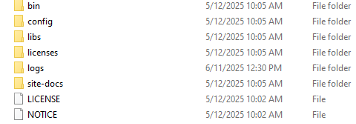 bin 5/12/2025 10:05 AM File folder
config 5/12/2025 10:05 AM File folder
libs 5/12/2025 10:05 AM File folder
licenses 5/12/2025 10:05 AM File folder
logs 6/11/2025 12:30 PM File folder
site-docs 5/12/2025 10:05 AM File folder
LICENSE 5/12/2025 10:02 AM File
NOTICE 5/12/2025 10:02 AM File